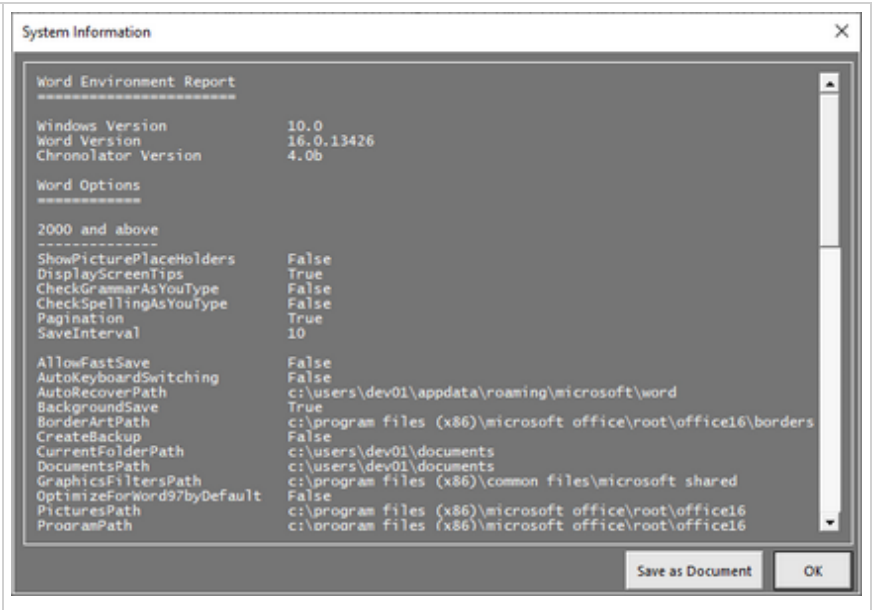 System Information
Word Environment Report
=======================
Windows Version 10.0
Word Version 16.0.13426
Chronolator Version 4.0b
Word Options
============
2000 and above
--------------
ShowPicturePlaceHolders False
DisplayScreenTips True
CheckGrammarAsYouType False
CheckSpellingAsYouType False
Pagination True
SaveInterval 10
AllowFastSave False
AutoKeyboardSwitching False
AutoRecoverPath c:\users\dev01\appdata\roaming\microsoft\word
BackgroundSave True
BorderArtPath c:\program files (x86)\microsoft office\root\office16\borders
CreateBackup False
CurrentFolderPath c:\users\dev01\documents
DocumentsPath c:\users\dev01\documents
GraphicsFiltersPath c:\program files (x86)\common files\microsoft shared
OptimizeForWord97byDefault False
PicturesPath c:\program files (x86)\microsoft office\root\office16
ProgramPath c:\program files (x86)\microsoft office\root\office16
Save as Document OK